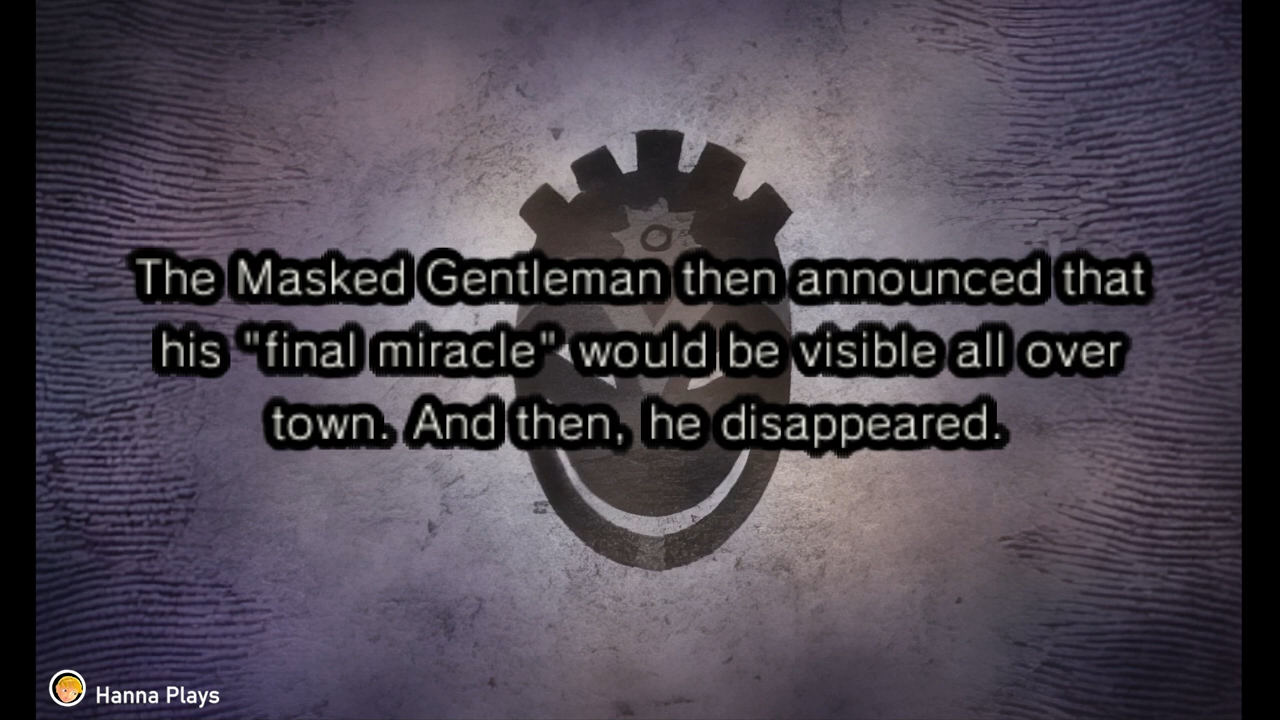 The Masked Gentleman then announced that
his "final miracle" would be visible all over
town. And then, he disappeared.
Hanna Plays